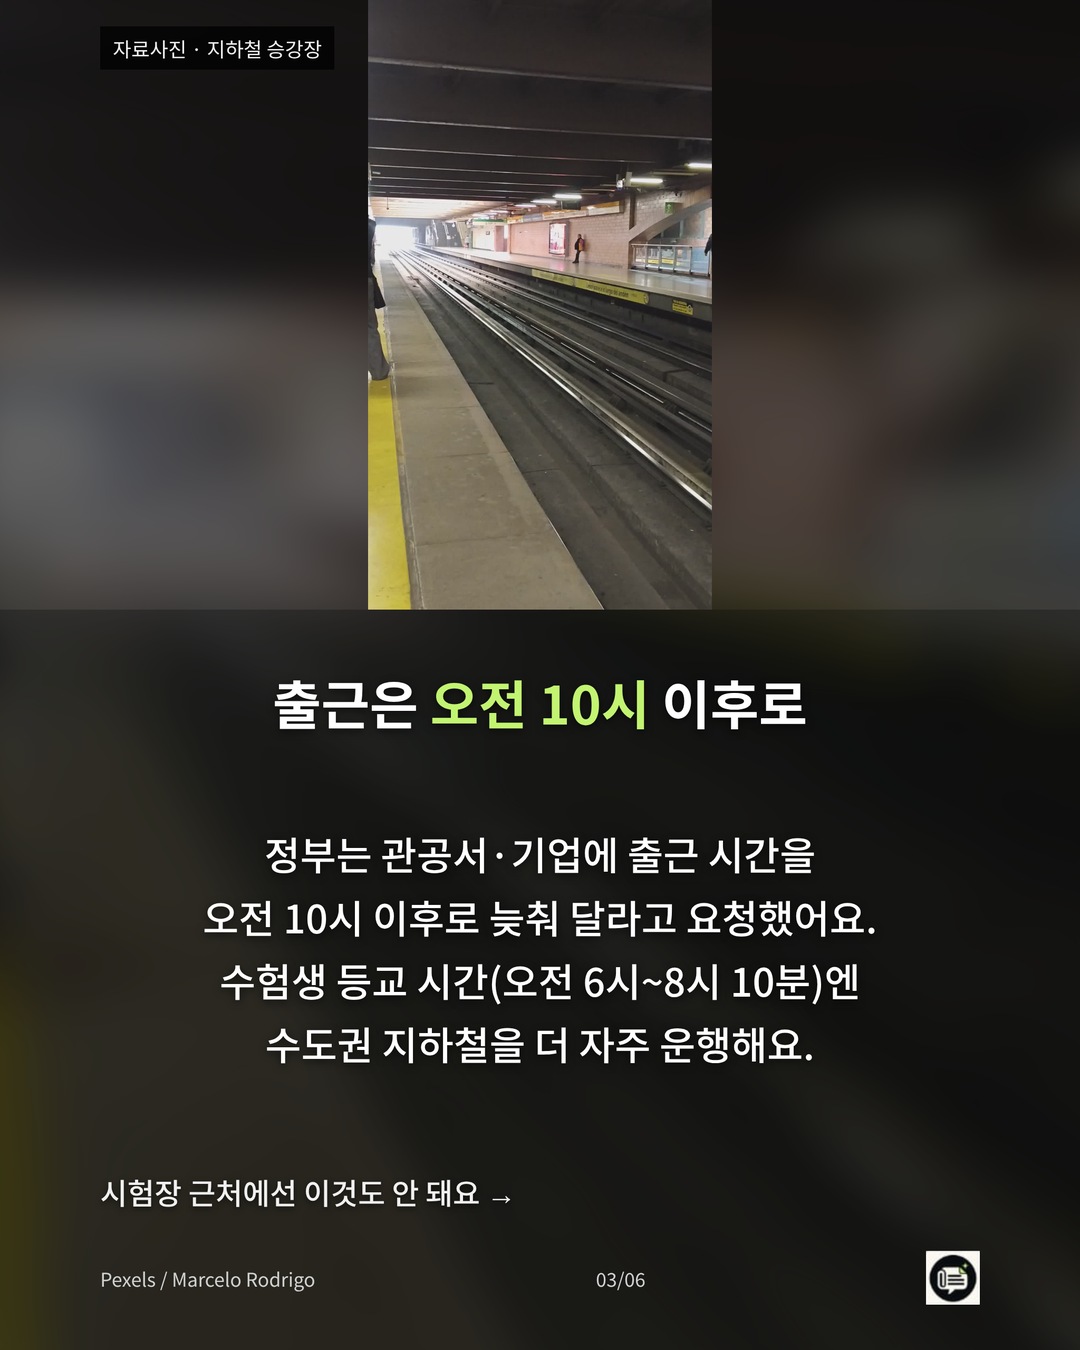 자료사진 · 지하철 승강장
출근은 오전 10시 이후로
정부는 관공서·기업에 출근 시간을
오전 10시 이후로 늦춰 달라고 요청했어요.
수험생 등교 시간(오전 6시~8시 10분)엔
수도권 지하철을 더 자주 운행해요.
시험장 근처에선 이것도 안 돼요 →
Pexels / Marcelo Rodrigo
03/06